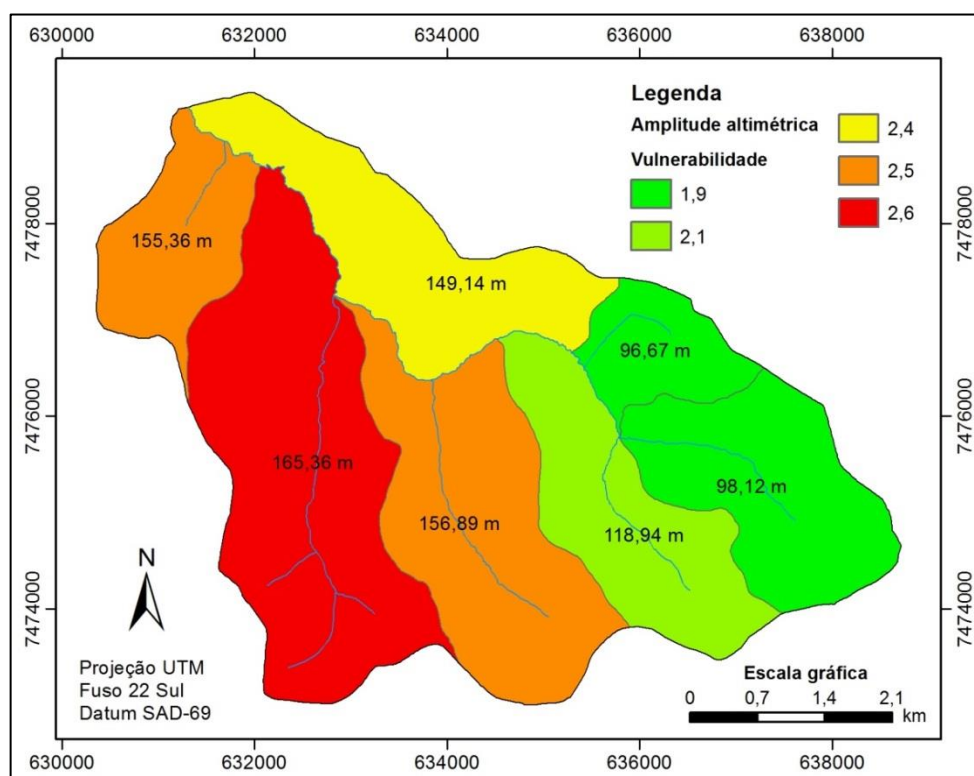 630000 632000 634000 636000 638000
Legenda
Amplitude altimétrica
Vulnerabilidade
1,9
2,1
2,4
2,5
2,6
7478000
7476000
7474000
7478000
7476000
7474000
155,36 m
149,14 m
96,67 m
165,36 m
98,12 m
156,89 m
118,94 m
N
Projeção UTM
Fuso 22 Sul
Datum SAD-69
Escala gráfica
0 0,7 1,4 2,1
km
630000 632000 634000 636000 638000